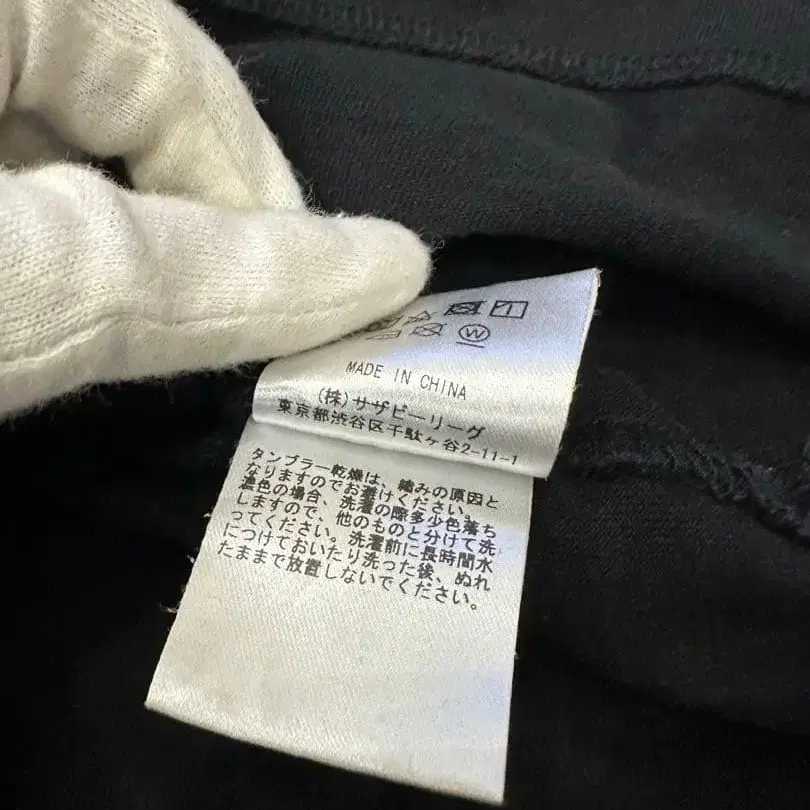 MADE IN CHINA
(株)サザビーリーグ
東京都渋谷区千駄ヶ谷2-11-1
タンブラー乾燥は、縮みの原因と
なりますのでお避けください。
濃色の場合、洗濯の際多少色落ち
しますので、他のものと分けて洗
ってください。洗濯前に長時間水
につけておいたり洗った後、ぬれ
たままで放置しないでください。